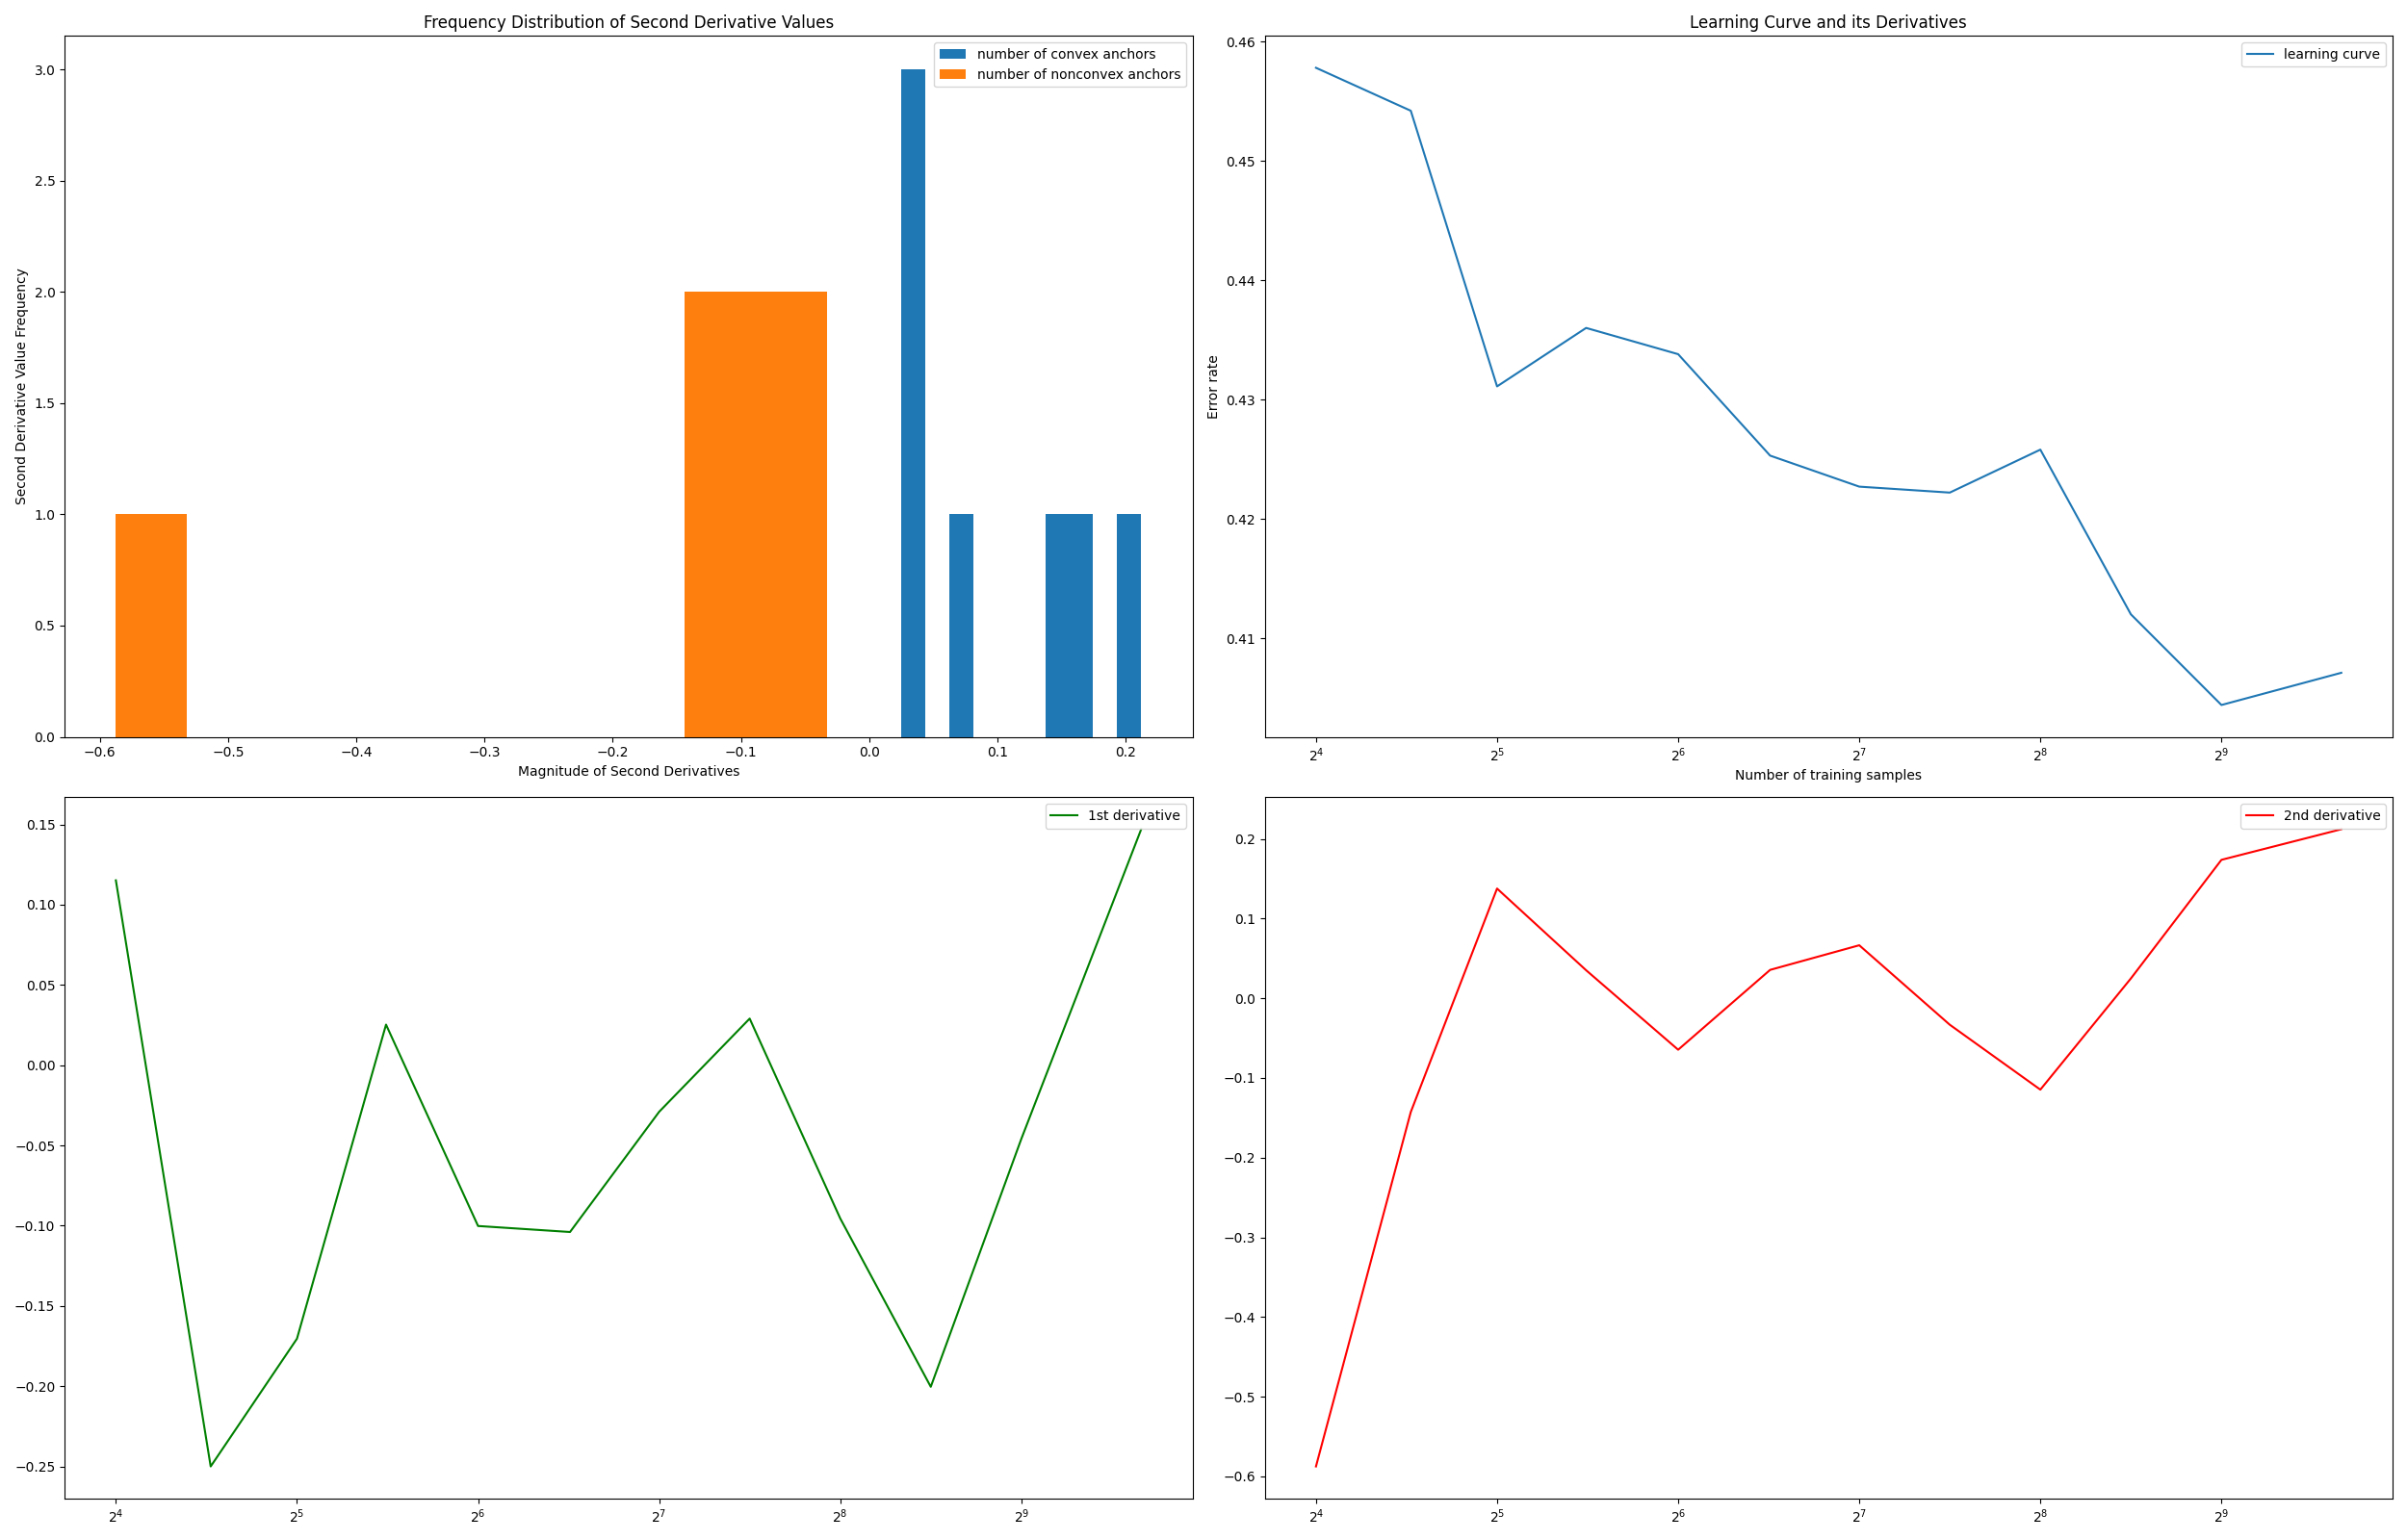 Frequency Distribution of Second Derivative Values
number of convex anchors
number of nonconvex anchors
3.0
2.5
2.0
1.5
1.0
0.5
0.0
Second Derivative Value Frequency
−0.6 −0.5 −0.4 −0.3 −0.2 −0.1 0.0 0.1 0.2
Magnitude of Second Derivatives
Learning Curve and its Derivatives
learning curve
0.46
0.45
0.44
0.43
0.42
0.41
Error rate
2⁴ 2⁵ 2⁶ 2⁷ 2⁸ 2⁹
Number of training samples
1st derivative
0.15
0.10
0.05
0.00
−0.05
−0.10
−0.15
−0.20
−0.25
2⁴ 2⁵ 2⁶ 2⁷ 2⁸ 2⁹
2nd derivative
0.2
0.1
0.0
−0.1
−0.2
−0.3
−0.4
−0.5
−0.6
2⁴ 2⁵ 2⁶ 2⁷ 2⁸ 2⁹